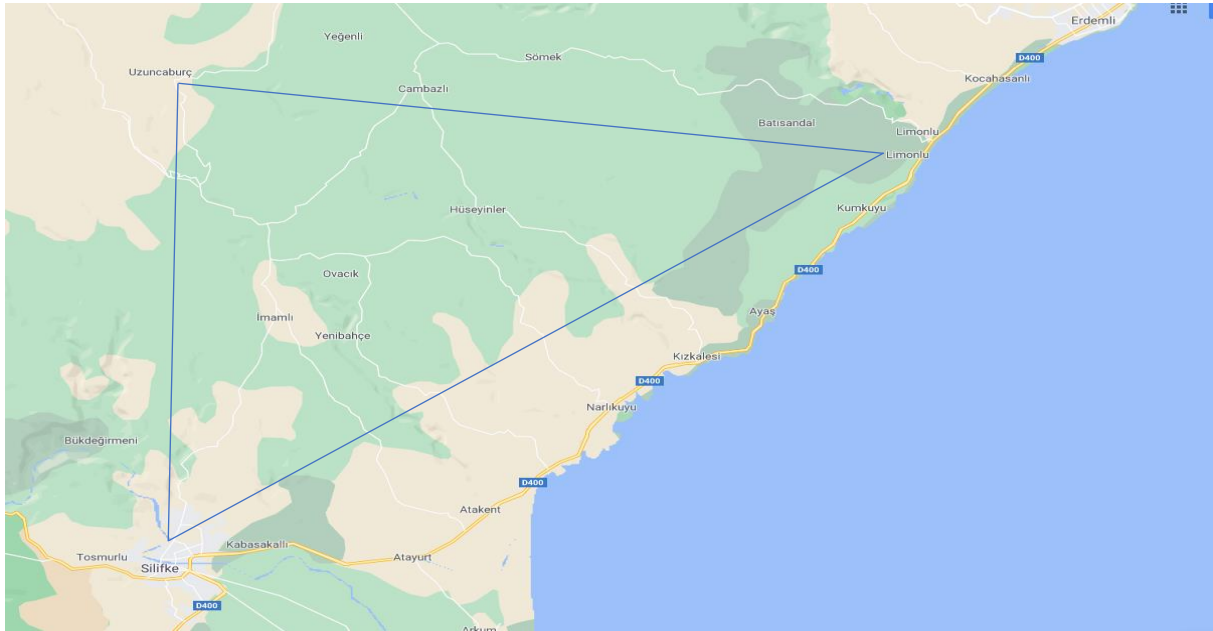 Erdemli
Yeğenli
Sömek
D400
Uzuncaburç
Kocahasanlı
Cambazlı
Batısandal
Limonlu
Limonlu
Hüseyinler
Kumkuyu
Ovacık
D400
Ayaş
İmamlı
Yenibahçe
Kızkalesi
D400
Narlıkuyu
Bükdeğirmeni
D400
Atakent
Kabasakallı
Tosmurlu
Atayurt
Silifke
D400
Arkum